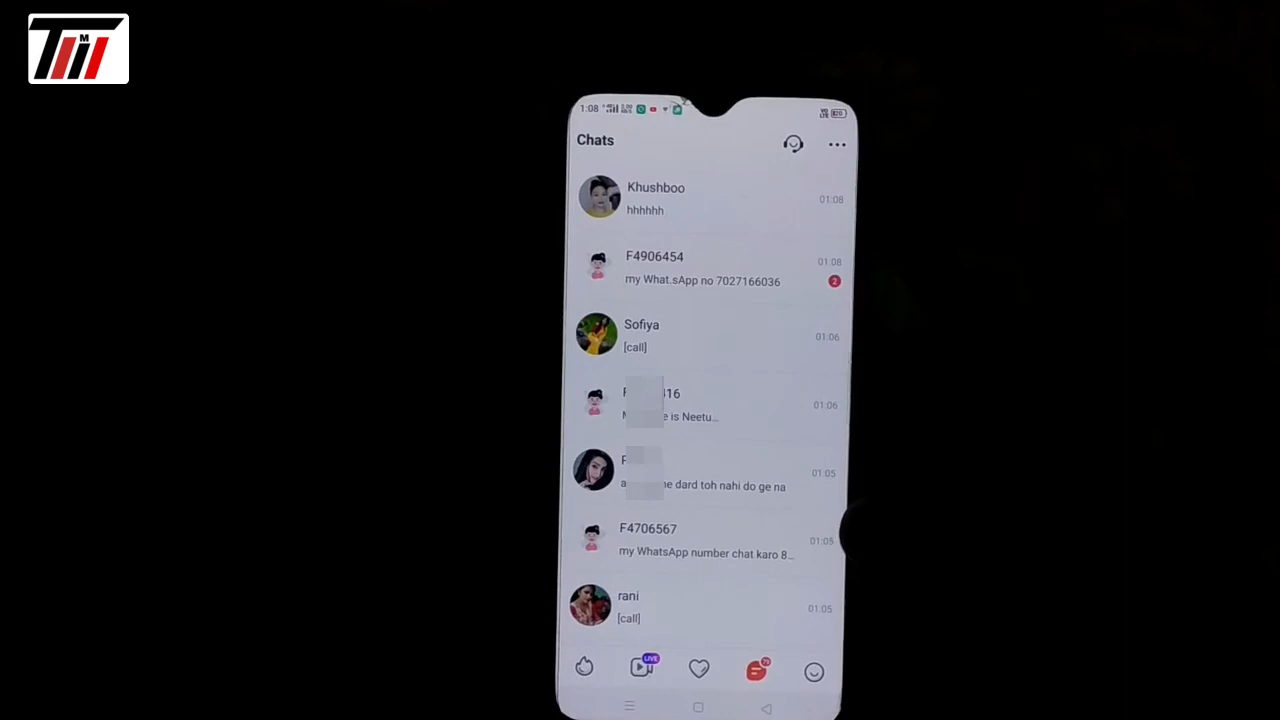 TMT
1:08
Chats
Khushboo
hhhhhh
01:08
F4906454
my What.sApp no 7027166036
01:08
2
Sofiya
[call]
01:06
F 416
is Neetu...
01:06
dard toh nahi do ge na
01:05
F4706567
my WhatsApp number chat karo 8...
01:05
rani
[call]
01:05
LIVE